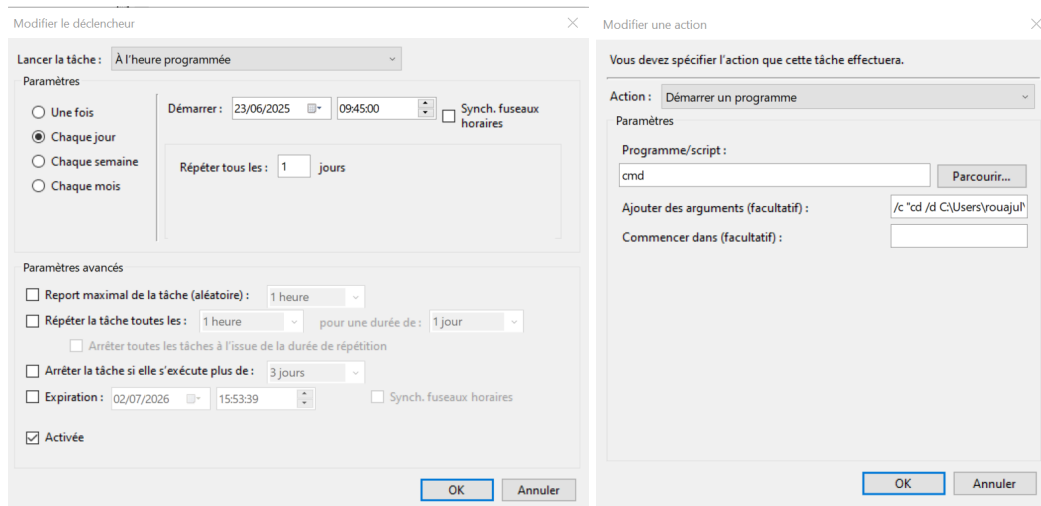 Modifier le déclencheur
Lancer la tâche : À l'heure programmée
Paramètres
Une fois
Chaque jour
Chaque semaine
Chaque mois
Démarrer : 23/06/2025 09:45:00 Synch. fuseaux horaires
Répéter tous les : 1 jours
Paramètres avancés
Report maximal de la tâche (aléatoire) : 1 heure
Répéter la tâche toutes les : 1 heure pour une durée de : 1 jour
Arrêter toutes les tâches à l'issue de la durée de répétition
Arrêter la tâche si elle s'exécute plus de : 3 jours
Expiration : 02/07/2026 15:53:39 Synch. fuseaux horaires
Activée
OK Annuler
Modifier une action
Vous devez spécifier l'action que cette tâche effectuera.
Action : Démarrer un programme
Paramètres
Programme/script :
cmd Parcourir...
Ajouter des arguments (facultatif) : /c "cd /d C:\Users\rouajul\
Commencer dans (facultatif) :
OK Annuler